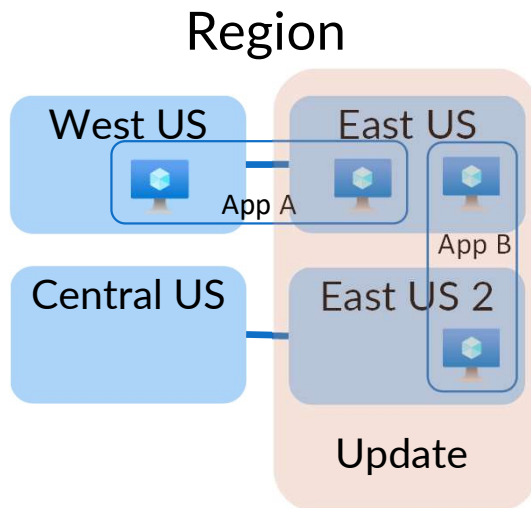 Region
West US
East US
App A
App B
Central US
East US 2
Update